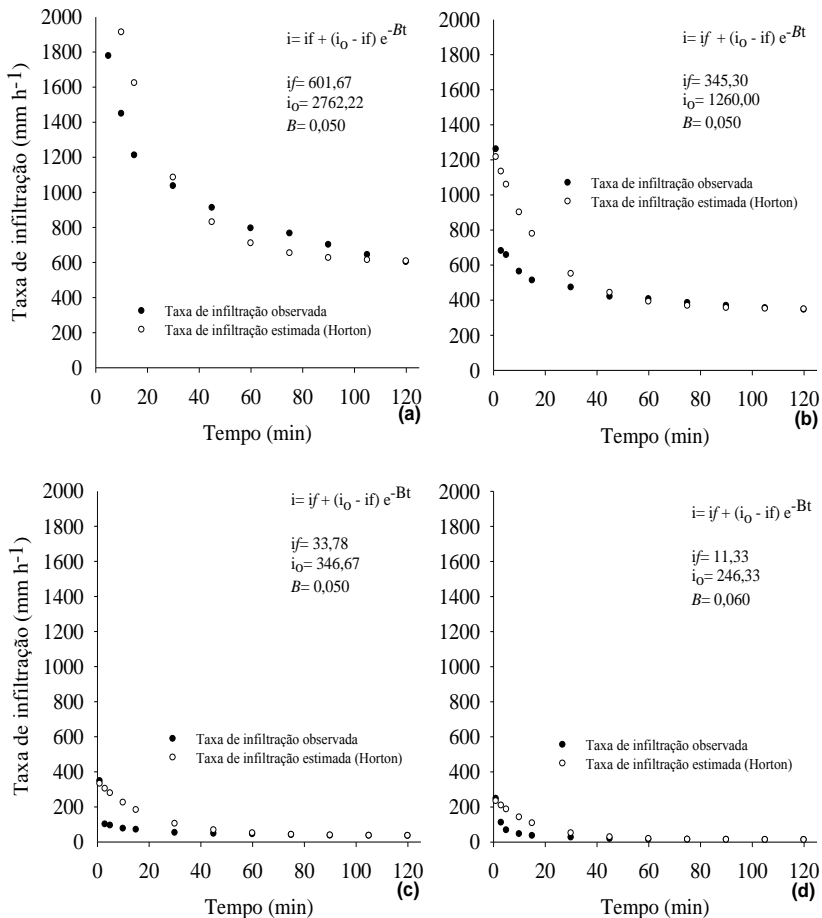 Taxa de infiltração (mm h-1)
2000
1800
1600
1400
1200
1000
800
600
400
200
0
i= if + (io - if) e-Bt
if= 601,67
io= 2762,22
B= 0,050
Taxa de infiltração observada
Taxa de infiltração estimada (Horton)
0 20 40 60 80 100 120
Tempo (min)
(a)
2000
1800
1600
1400
1200
1000
800
600
400
200
0
i= if + (io - if) e-Bt
if= 345,30
io= 1260,00
B= 0,050
Taxa de infiltração observada
Taxa de infiltração estimada (Horton)
0 20 40 60 80 100 120
Tempo (min)
(b)
Taxa de infiltração (mm h-1)
2000
1800
1600
1400
1200
1000
800
600
400
200
0
i= if + (io - if) e-Bt
if= 33,78
io= 346,67
B= 0,050
Taxa de infiltração observada
Taxa de infiltração estimada (Horton)
0 20 40 60 80 100 120
Tempo (min)
(c)
2000
1800
1600
1400
1200
1000
800
600
400
200
0
i= if + (io - if) e-Bt
if= 11,33
io= 246,33
B= 0,060
Taxa de infiltração observada
Taxa de infiltração estimada (Horton)
0 20 40 60 80 100 120
Tempo (min)
(d)